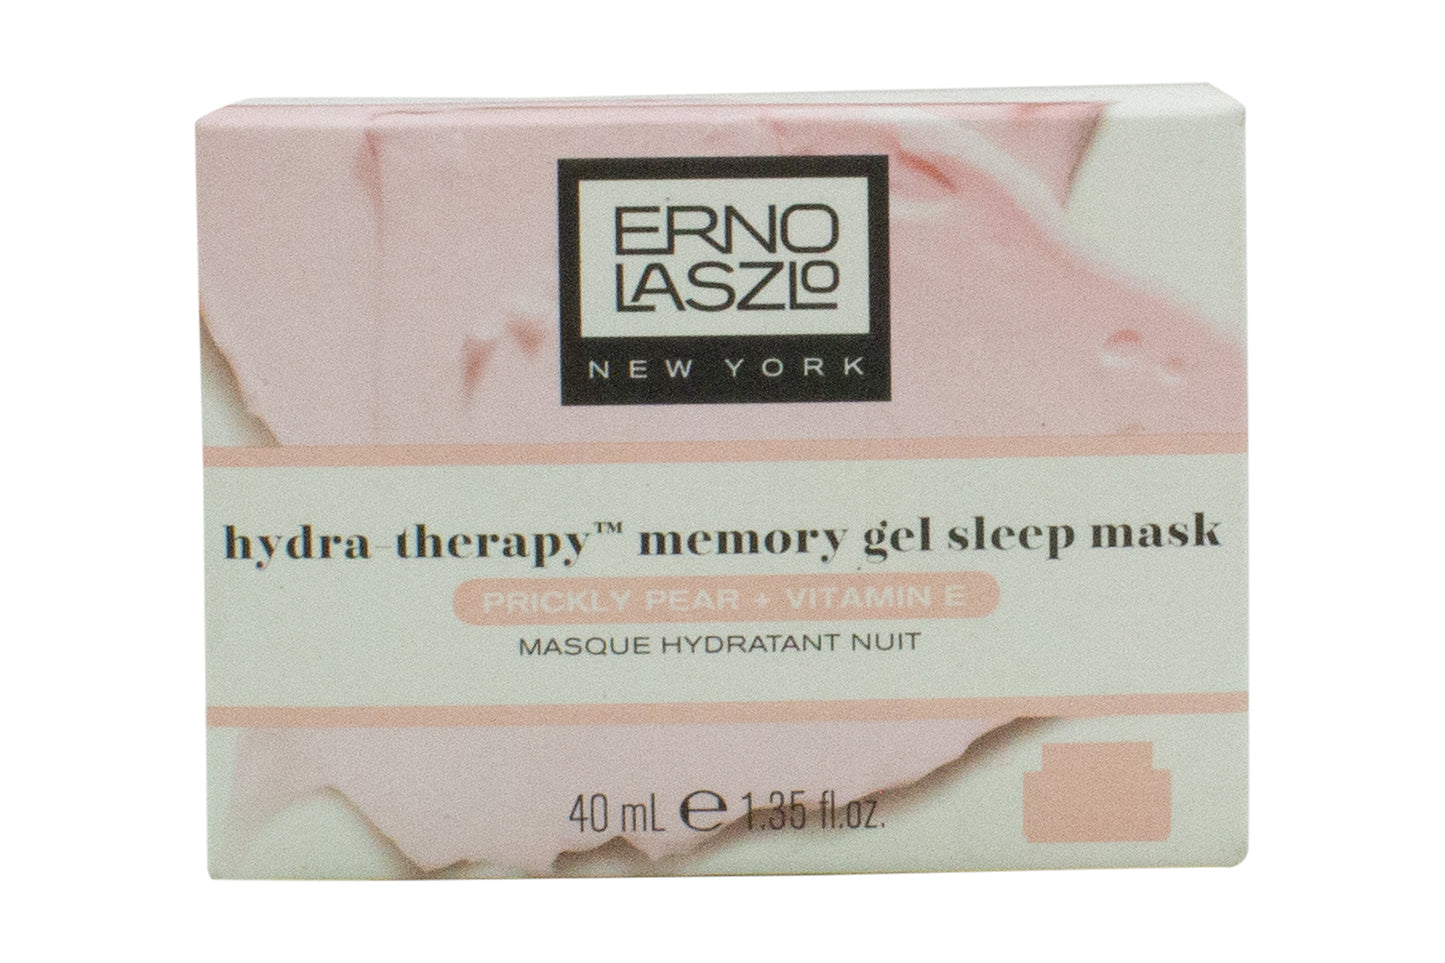 ERNO
LASZLO
NEW YORK
hydra-therapy™ memory gel sleep mask
PRICKLY PEAR + VITAMIN E
MASQUE HYDRATANT NUIT
40 mL ℮ 1.35 fl.oz.